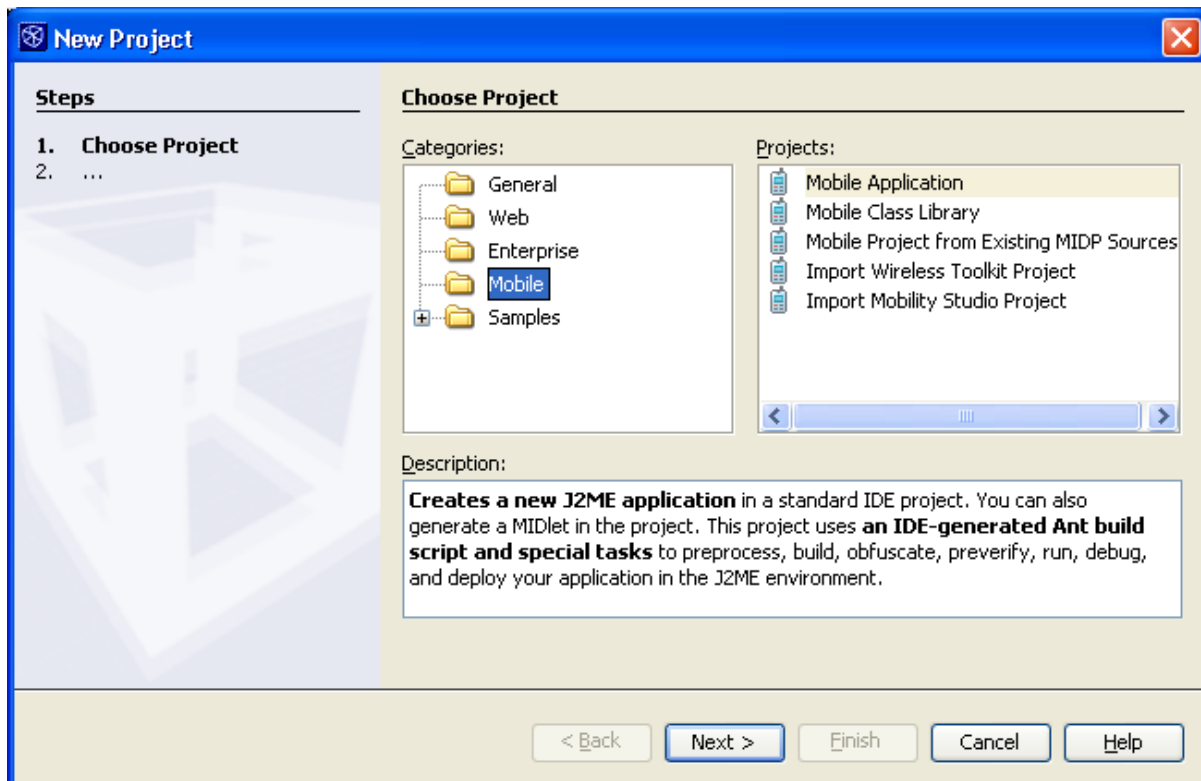 New Project
Steps
1. Choose Project
2. ...
Choose Project
Categories:
General
Web
Enterprise
Mobile
Samples
Projects:
Mobile Application
Mobile Class Library
Mobile Project from Existing MIDP Sources
Import Wireless Toolkit Project
Import Mobility Studio Project
Description:
Creates a new J2ME application in a standard IDE project. You can also
generate a MIDlet in the project. This project uses an IDE-generated Ant build
script and special tasks to preprocess, build, obfuscate, preverify, run, debug,
and deploy your application in the J2ME environment.
< Back
Next >
Finish
Cancel
Help